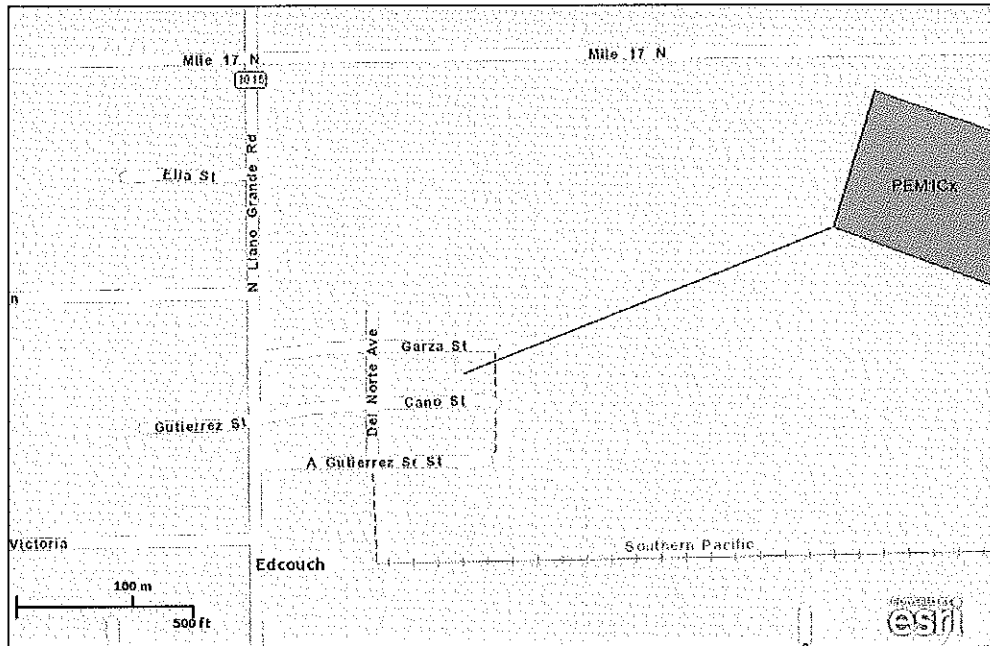 Mile 17 N
Mile 17 N
1015
PEMICx
Elia St
N Llano Grande Rd
n
Garza St
Del Norte Ave
Cano St
Gutierrez St
A Gutierrez Sr St
Victoria
Southern Pacific
Edcouch
100 m
500 ft
esri